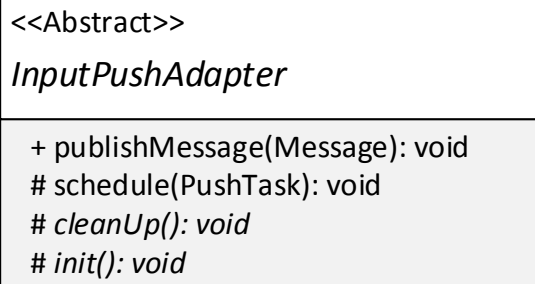 <<Abstract>>
InputPushAdapter
+ publishMessage(Message): void
# schedule(PushTask): void
# cleanUp(): void
# init(): void